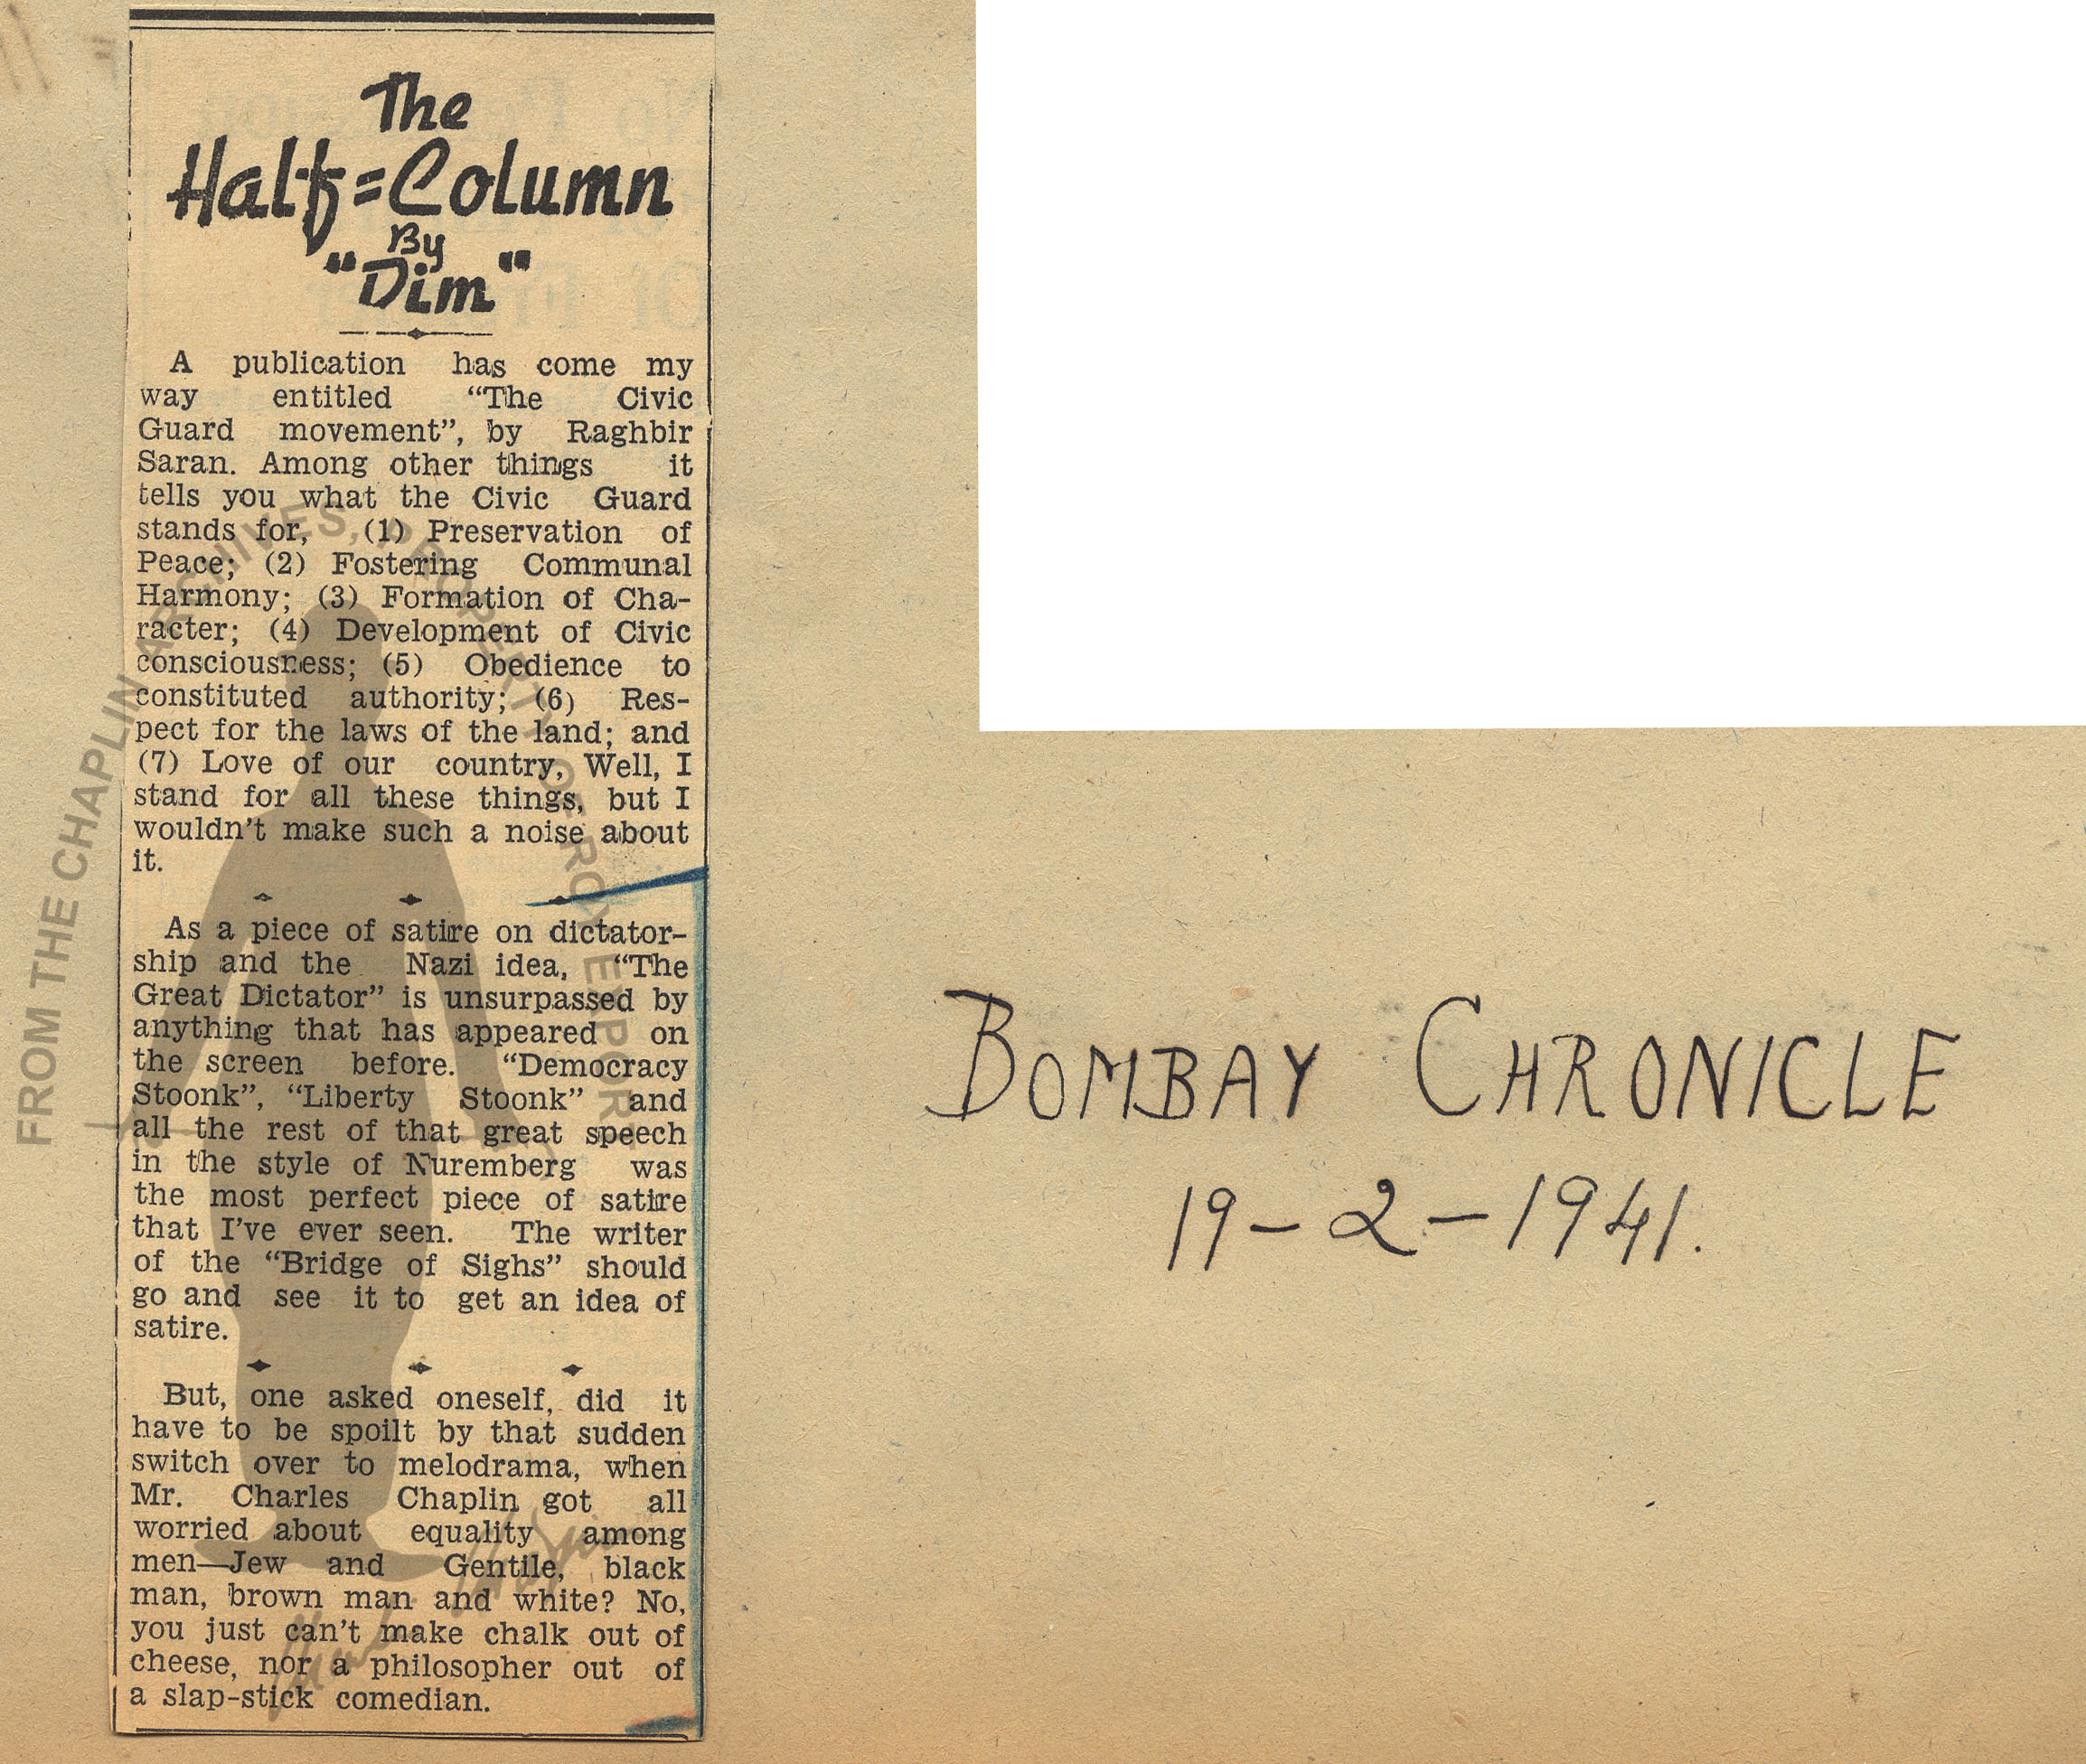 The
Half=Column
By
"Dim"
A publication has come my
way entitled “The Civic
Guard movement”, by Raghbir
Saran. Among other things it
tells you what the Civic Guard
stands for, (1) Preservation of
Peace; (2) Fostering Communal
Harmony; (3) Formation of Cha-
racter; (4) Development of Civic
consciousness; (5) Obedience to
constituted authority; (6) Res-
pect for the laws of the land; and
(7) Love of our country, Well, I
stand for all these things, but I
wouldn’t make such a noise about
it.
As a piece of satire on dictator-
ship and the Nazi idea, “The
Great Dictator” is unsurpassed by
anything that has appeared on
the screen before. “Democracy
Stoonk”, “Liberty Stoonk” and
all the rest of that great speech
in the style of Nuremberg was
the most perfect piece of satire
that I’ve ever seen. The writer
of the “Bridge of Sighs” should
go and see it to get an idea of
satire.
But, one asked oneself, did it
have to be spoilt by that sudden
switch over to melodrama, when
Mr. Charles Chaplin got all
worried about equality among
men—Jew and Gentile, black
man, brown man and white? No,
you just can’t make chalk out of
cheese, nor a philosopher out of
a slap-stick comedian.
BOMBAY CHRONICLE
19-2-1941.
FROM THE CHAPLIN ARCHIVES, PROPERTY OF ROY EXPORT